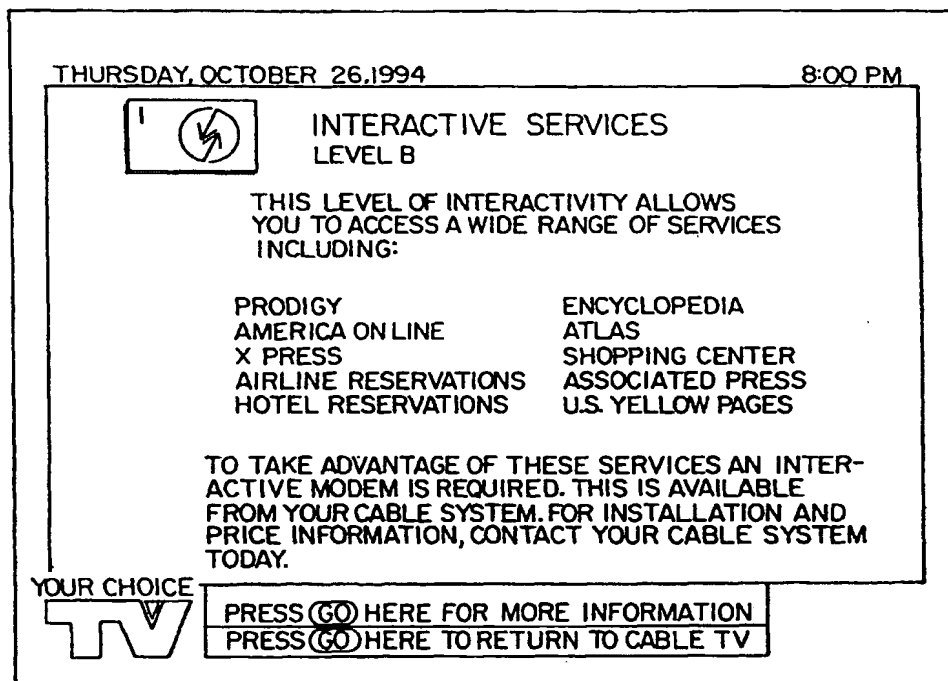 THURSDAY, OCTOBER 26,1994 8:00 PM
I
INTERACTIVE SERVICES
LEVEL B
THIS LEVEL OF INTERACTIVITY ALLOWS
YOU TO ACCESS A WIDE RANGE OF SERVICES
INCLUDING:
PRODIGY ENCYCLOPEDIA
AMERICA ON LINE ATLAS
X PRESS SHOPPING CENTER
AIRLINE RESERVATIONS ASSOCIATED PRESS
HOTEL RESERVATIONS U.S. YELLOW PAGES
TO TAKE ADVANTAGE OF THESE SERVICES AN INTER-
ACTIVE MODEM IS REQUIRED. THIS IS AVAILABLE
FROM YOUR CABLE SYSTEM. FOR INSTALLATION AND
PRICE INFORMATION, CONTACT YOUR CABLE SYSTEM
TODAY.
YOUR CHOICE
TV
PRESS GO HERE FOR MORE INFORMATION
PRESS GO HERE TO RETURN TO CABLE TV